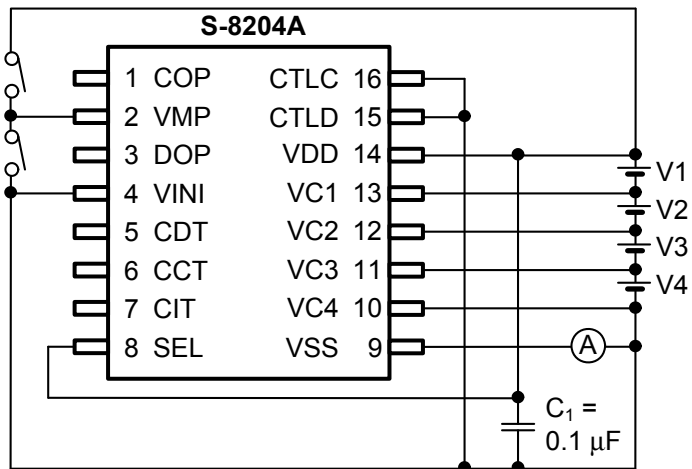 S-8204A
1 COP CTLC 16
2 VMP CTLD 15
3 DOP VDD 14
4 VINI VC1 13
5 CDT VC2 12
6 CCT VC3 11
7 CIT VC4 10
8 SEL VSS 9
V1
V2
V3
V4
A
C₁ =
0.1 μF